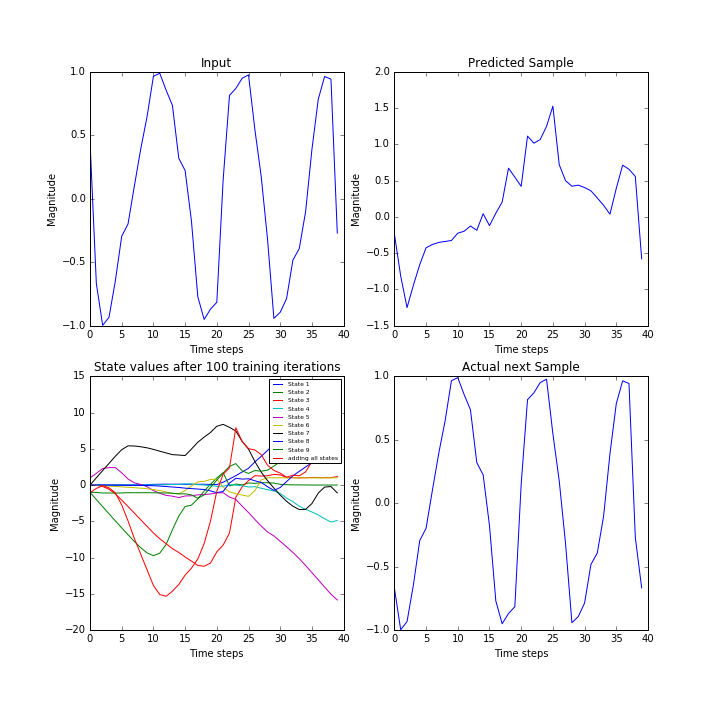 Input
Magnitude
1.0
0.5
0.0
−0.5
−1.0
0 5 10 15 20 25 30 35 40
Time steps
Predicted Sample
Magnitude
2.0
1.5
1.0
0.5
0.0
−0.5
−1.0
−1.5
0 5 10 15 20 25 30 35 40
Time steps
State values after 100 training iterations
Magnitude
15
10
5
0
−5
−10
−15
−20
0 5 10 15 20 25 30 35 40
Time steps
State 1
State 2
State 3
State 4
State 5
State 6
State 7
State 8
State 9
adding all states
Actual next Sample
Magnitude
1.0
0.5
0.0
−0.5
−1.0
0 5 10 15 20 25 30 35 40
Time steps